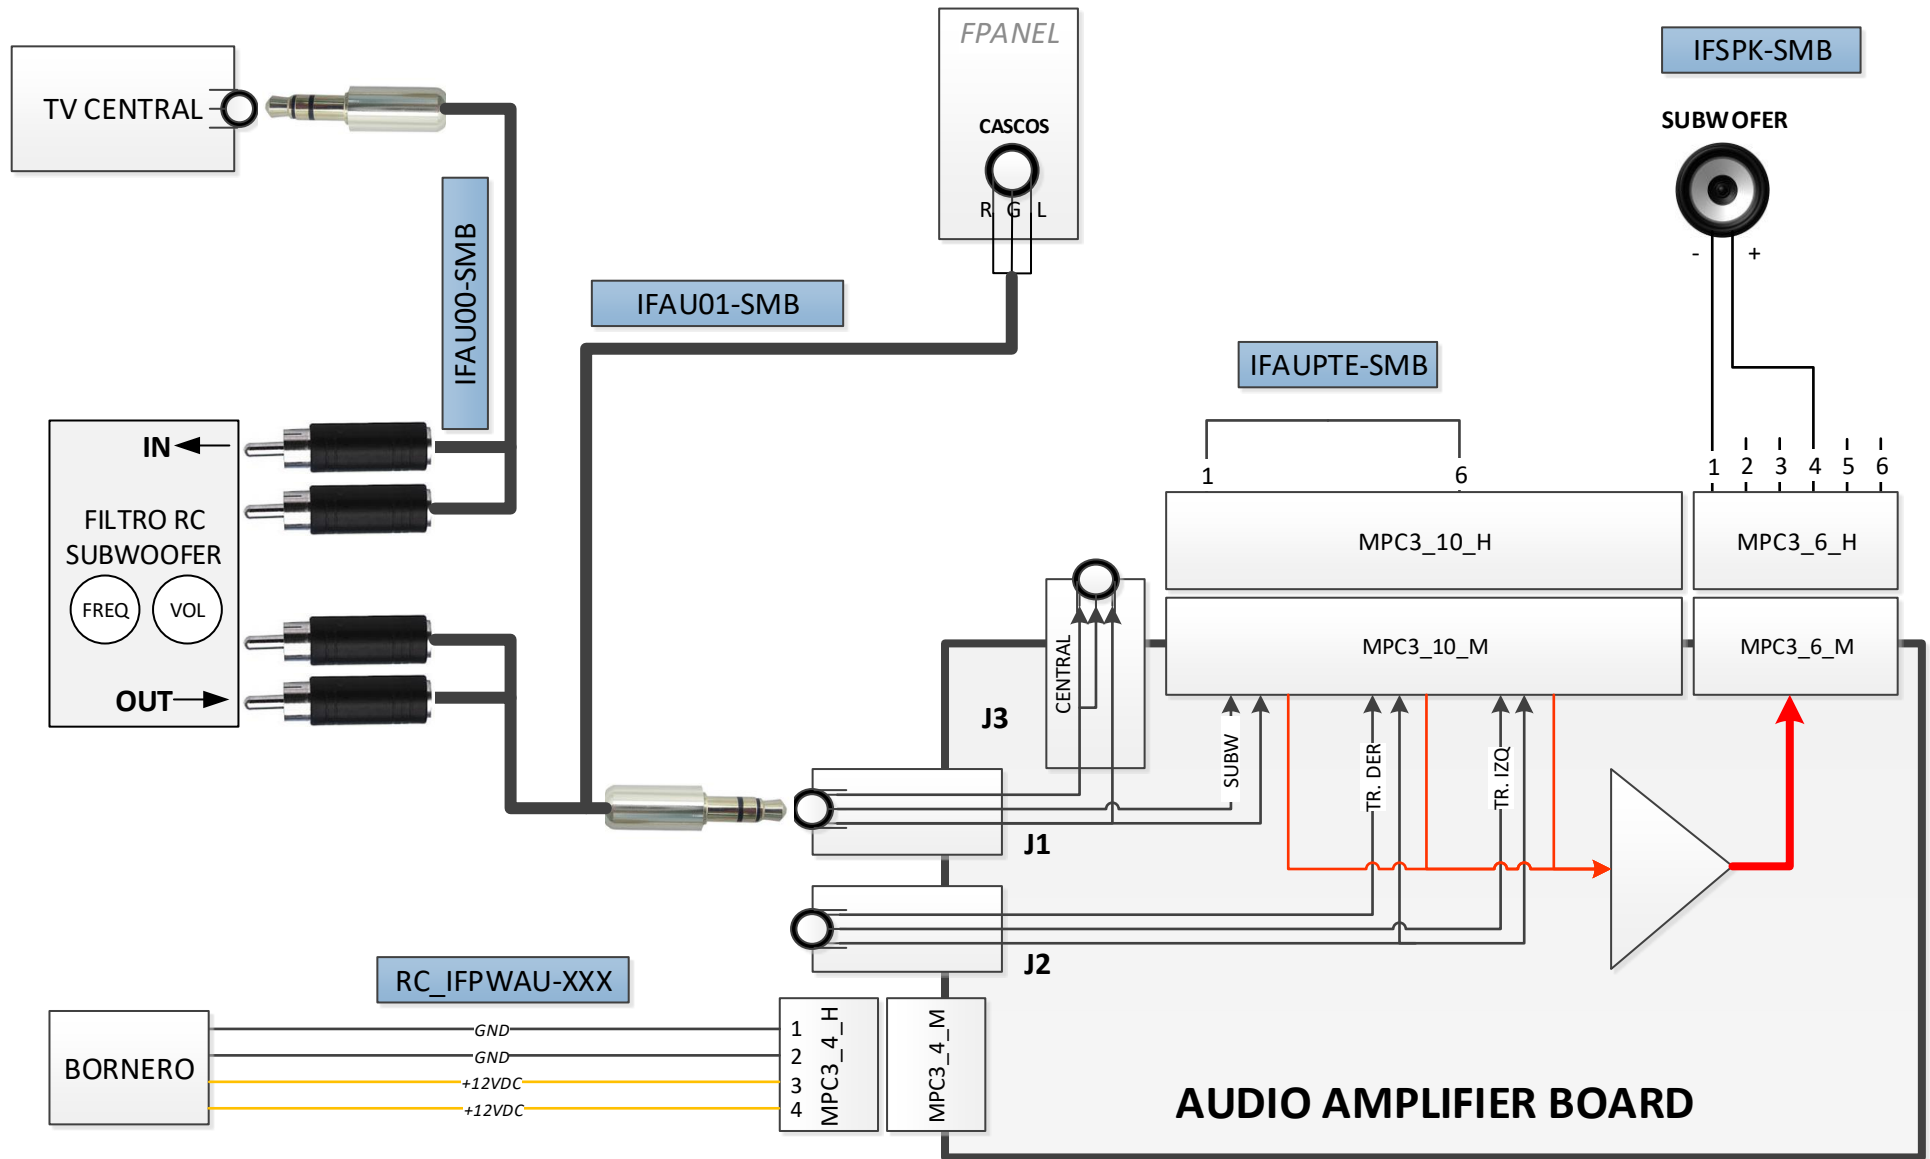 FPANEL
IFSPK-SMB
TV CENTRAL
CASCOS
SUBWOFER
R G L
- +
IFAU00-SMB
IFAU01-SMB
IFAUPTE-SMB
IN
FILTRO RC
SUBWOOFER
FREQ VOL
OUT
1 6
1 2 3 4 5 6
MPC3_10_H
MPC3_6_H
MPC3_10_M
MPC3_6_M
CENTRAL
J3
SUBW
TR. DER
TR. IZQ
J1
J2
RC_IFPWAU-XXX
BORNERO
GND
GND
+12VDC
+12VDC
1
2
3
4
MPC3_4_H
MPC3_4_M
AUDIO AMPLIFIER BOARD